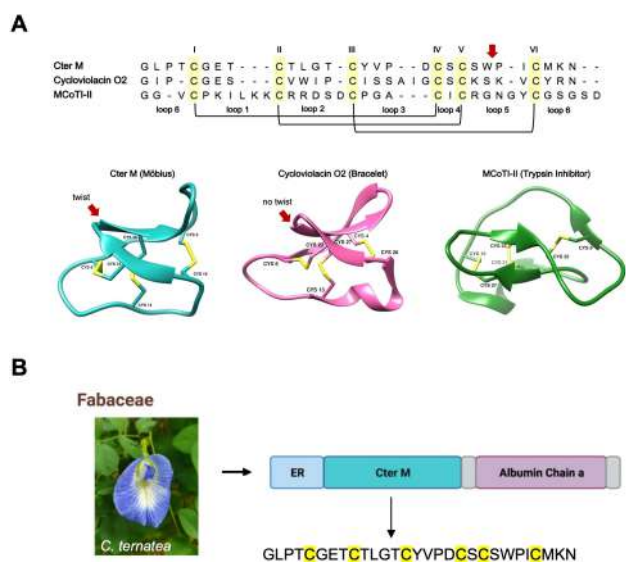 A
I II III IV V VI
Cter M G L P T C G E T - - - C T L G T - C Y V P - D C S C S W P - I C M K N - -
Cycloviolacin O2 G I P - C G E S - - - C V W I P - C I S S A I G C S C K S K - V C Y R N - -
MCoTI-II G G - V C P K I L K K C R R D S D C P G A - - - C I C R G N G Y C G S G S D
loop 6 loop 1 loop 2 loop 3 loop 4 loop 5 loop 6
Cter M (Möbius) Cycloviolacin O2 (Bracelet) MCoTI-II (Trypsin Inhibitor)
twist
no twist
B
Fabaceae
ER Cter M Albumin Chain a
C. ternatea
GLPTCGETCTLGTCYVPDCSCSWPICMKN